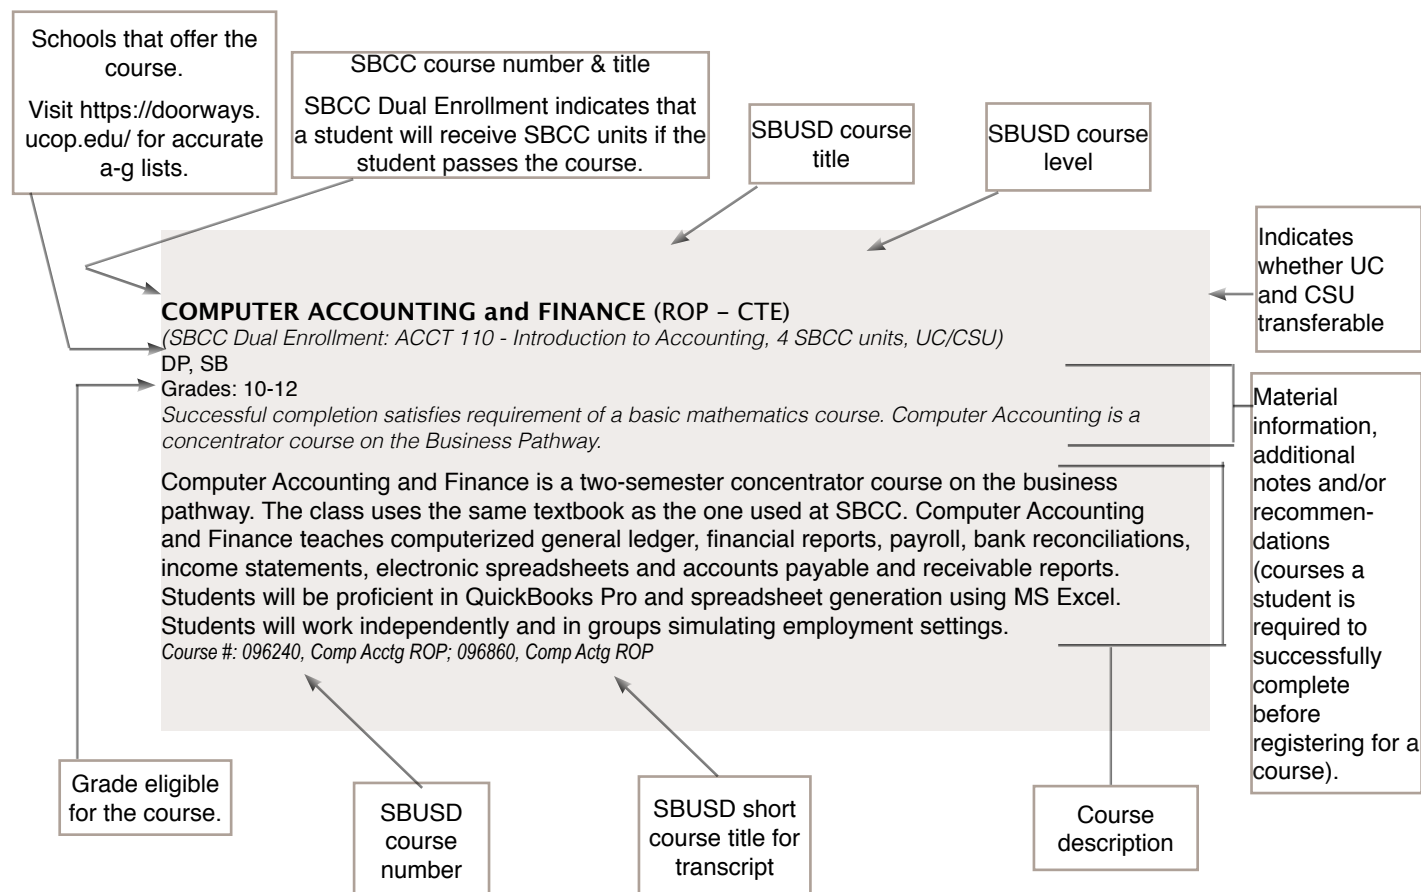 Schools that offer the
course.
Visit https://doorways.
ucop.edu/ for accurate
a-g lists.
SBCC course number & title
SBCC Dual Enrollment indicates that
a student will receive SBCC units if the
student passes the course.
SBUSD course
title
SBUSD course
level
Indicates
whether UC
and CSU
transferable
COMPUTER ACCOUNTING and FINANCE (ROP – CTE)
(SBCC Dual Enrollment: ACCT 110 - Introduction to Accounting, 4 SBCC units, UC/CSU)
DP, SB
Grades: 10-12
Successful completion satisfies requirement of a basic mathematics course. Computer Accounting is a
concentrator course on the Business Pathway.
Computer Accounting and Finance is a two-semester concentrator course on the business
pathway. The class uses the same textbook as the one used at SBCC. Computer Accounting
and Finance teaches computerized general ledger, financial reports, payroll, bank reconciliations,
income statements, electronic spreadsheets and accounts payable and receivable reports.
Students will be proficient in QuickBooks Pro and spreadsheet generation using MS Excel.
Students will work independently and in groups simulating employment settings.
Course #: 096240, Comp Acctg ROP; 096860, Comp Actg ROP
Material
information,
additional
notes and/or
recommen-
dations
(courses a
student is
required to
successfully
complete
before
registering for a
course).
Grade eligible
for the course.
SBUSD
course
number
SBUSD short
course title for
transcript
Course
description